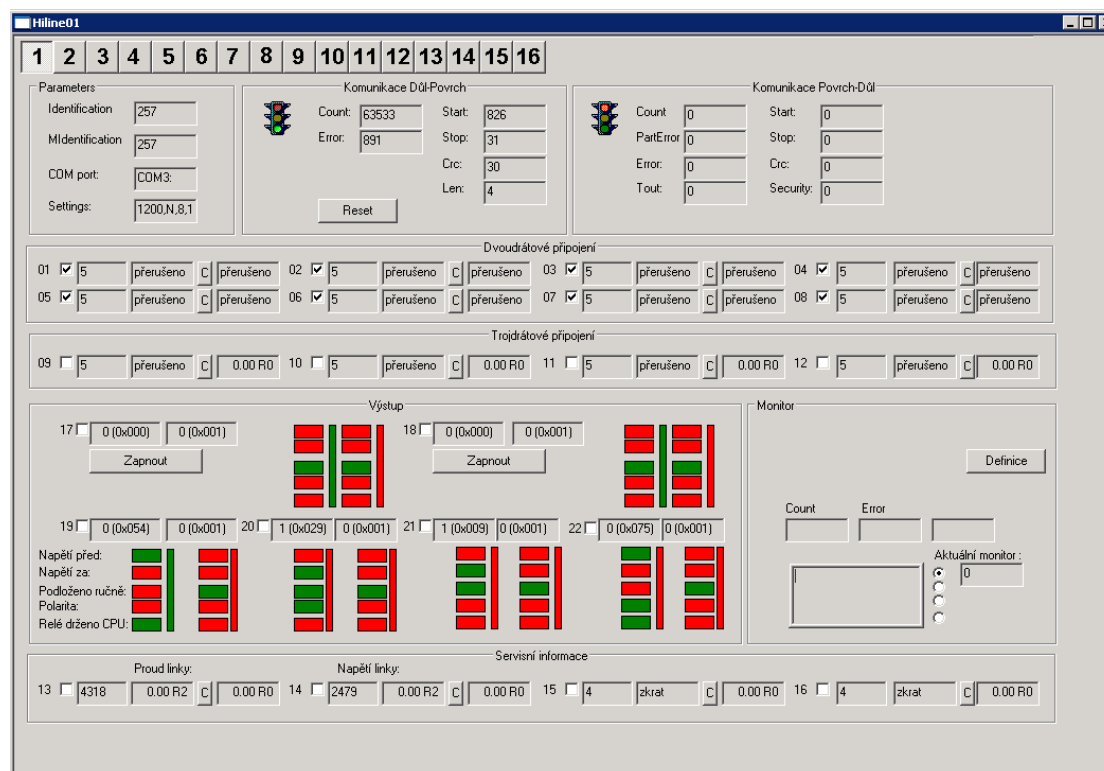 Hiline01
1 2 3 4 5 6 7 8 9 10 11 12 13 14 15 16
Parameters
Identification 257
MIdentification 257
COM port: COM3:
Settings: 1200,N,8,1
Komunikace Důl-Povrch
Count: 63533 Start: 826
Error: 891 Stop: 31
Crc: 30
Len: 4
Reset
Komunikace Povrch-Důl
Count 0 Start: 0
PartError 0 Stop: 0
Error: 0 Crc: 0
Tout: 0 Security: 0
Dvoudrátové připojení
01 5 přerušeno C přerušeno 02 5 přerušeno C přerušeno 03 5 přerušeno C přerušeno 04 5 přerušeno C přerušeno
05 5 přerušeno C přerušeno 06 5 přerušeno C přerušeno 07 5 přerušeno C přerušeno 08 5 přerušeno C přerušeno
Trojdrátové připojení
09 5 přerušeno C 0.00 R0 10 5 přerušeno C 0.00 R0 11 5 přerušeno C 0.00 R0 12 5 přerušeno C 0.00 R0
Výstup
17 0 (0x000) 0 (0x001) 18 0 (0x000) 0 (0x001)
Zapnout Zapnout
19 0 (0x054) 0 (0x001) 20 1 (0x029) 0 (0x001) 21 1 (0x009) 0 (0x001) 22 0 (0x075) 0 (0x001)
Napětí před:
Napětí za:
Podloženo ručně:
Polarita:
Relé drženo CPU:
Monitor
Definice
Count Error
Aktuální monitor :
0
Servisní informace
Proud linky: Napětí linky:
13 4318 0.00 R2 C 0.00 R0 14 2479 0.00 R2 C 0.00 R0 15 4 zkrat C 0.00 R0 16 4 zkrat C 0.00 R0